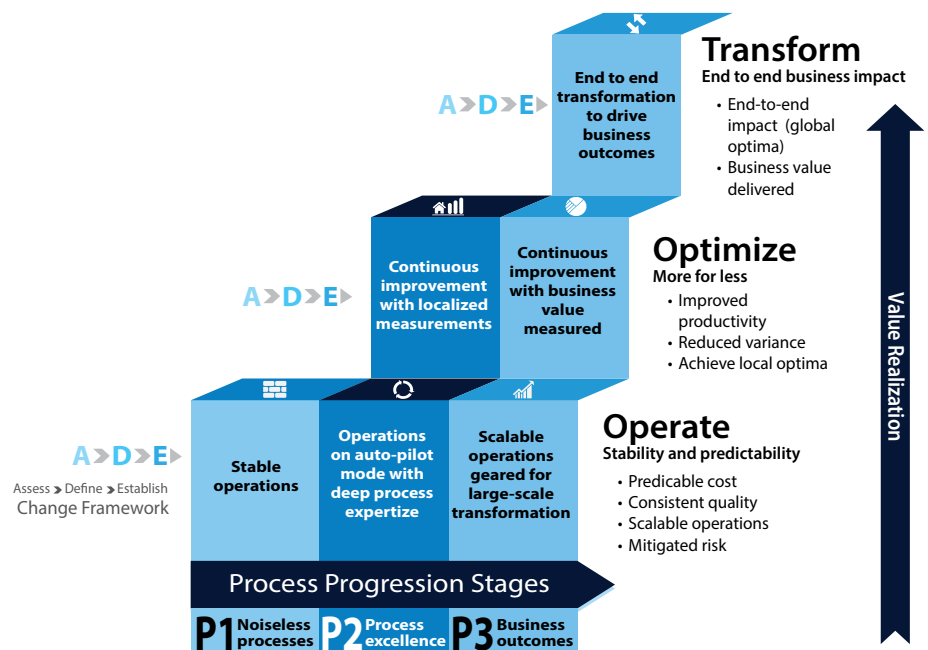 Transform
End to end business impact
• End-to-end
impact (global
optima)
• Business value
delivered
End to end
transformation
to drive
business
outcomes
A > D > E
Optimize
More for less
• Improved
productivity
• Reduced variance
• Achieve local optima
Continuous
improvement
with localized
measurements
Continuous
improvement
with business
value
measured
A > D > E
Value Realization
Operate
Stability and predictability
• Predicable cost
• Consistent quality
• Scalable operations
• Mitigated risk
Stable
operations
Operations
on auto-pilot
mode with
deep process
expertize
Scalable
operations
geared for
large-scale
transformation
A > D > E
Assess > Define > Establish
Change Framework
Process Progression Stages
P1 Noiseless
processes
P2 Process
excellence
P3 Business
outcomes